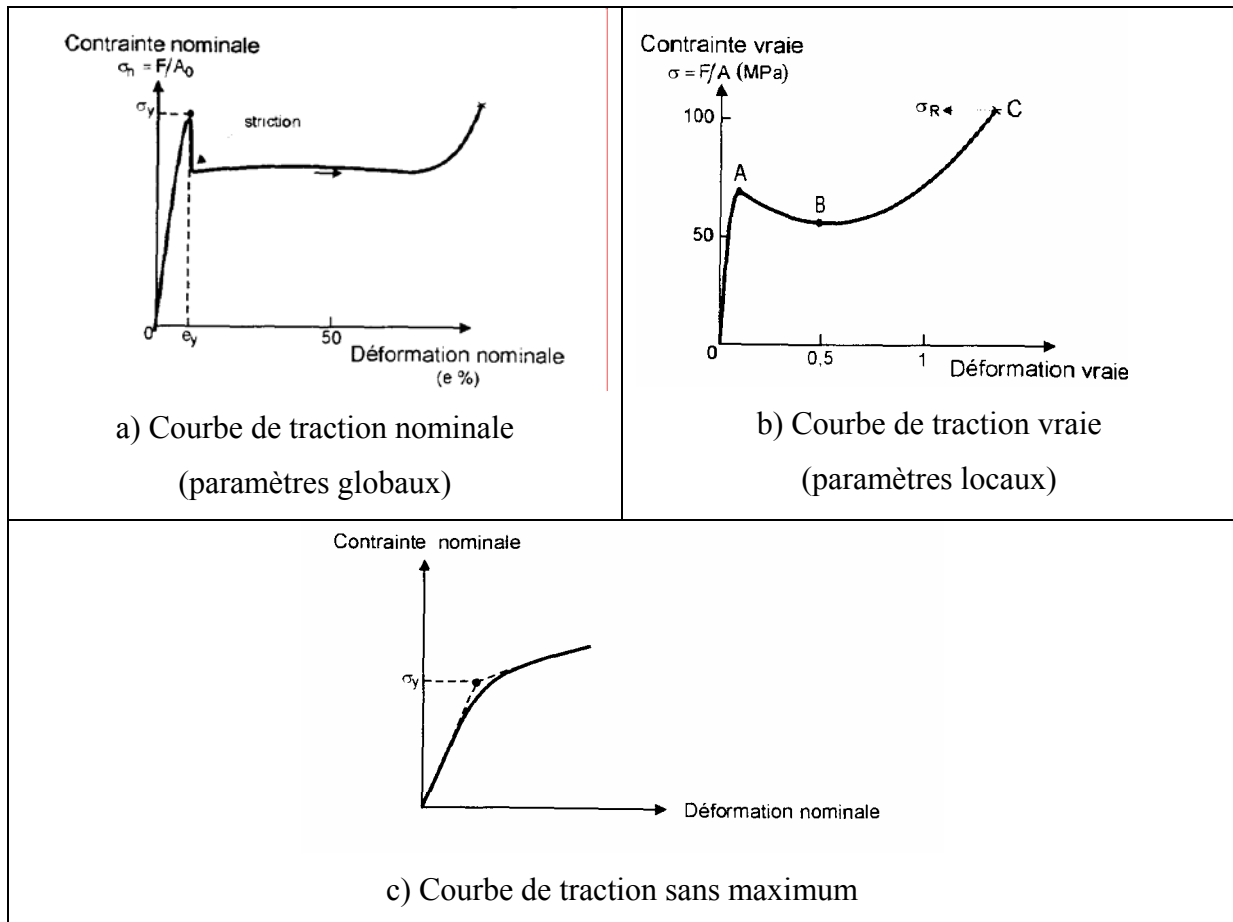 Contrainte nominale
σn = F/A0
σy
striction
0
ey
50
Déformation nominale
(e %)
a) Courbe de traction nominale
(paramètres globaux)
Contrainte vraie
σ = F/A (MPa)
100
σR
C
A
B
50
0
0,5
1
Déformation vraie
b) Courbe de traction vraie
(paramètres locaux)
Contrainte nominale
σy
Déformation nominale
c) Courbe de traction sans maximum